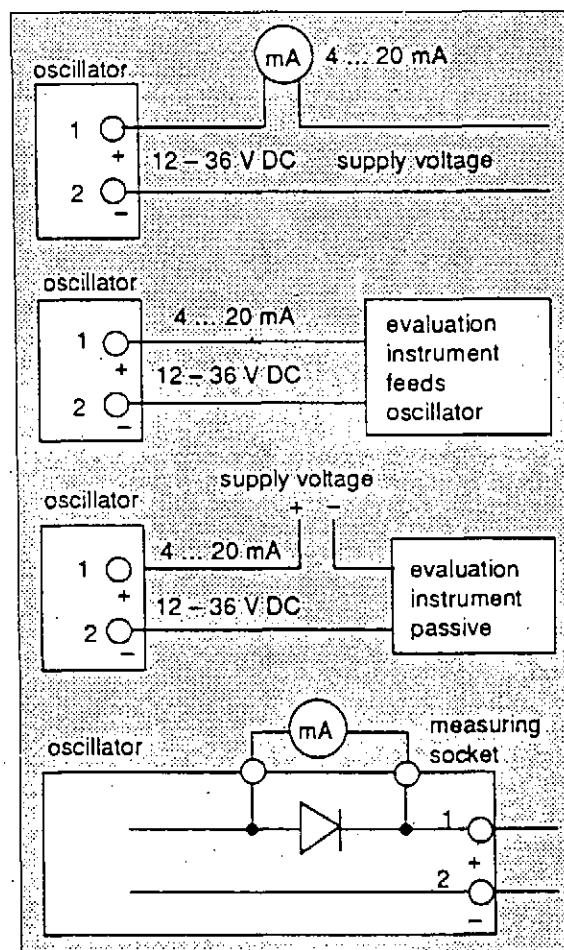 mA 4 ... 20 mA
oscillator
1
+ 12 – 36 V DC supply voltage
2
–
oscillator
4 ... 20 mA
1
+ 12 – 36 V DC
2
–
evaluation
instrument
feeds
oscillator
supply voltage
+ –
oscillator
4 ... 20 mA
1
+ 12 – 36 V DC
2
–
evaluation
instrument
passive
mA
measuring
socket
oscillator
1
+
2
–